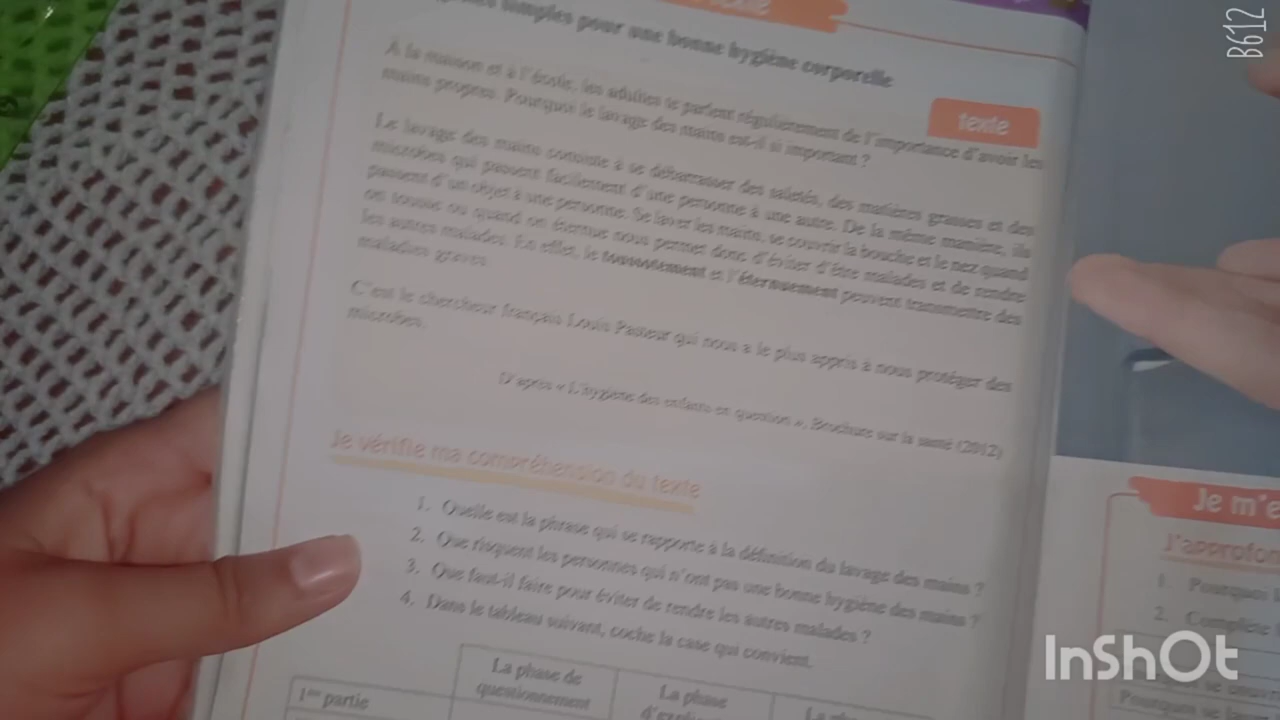 texte
simples pour une bonne hygiène corporelle
texte
À la maison et à l'école, les adultes te parlent régulièrement de l'importance d'avoir les
mains propres. Pourquoi le lavage des mains est-il si important ?
Le lavage des mains consiste à se débarrasser des saletés, des matières grasses et des
microbes qui passent facilement d'une personne à une autre. De la même manière, ils
passent d'un objet à une personne. Se laver les mains, se couvrir la bouche et le nez quand
on tousse ou quand on éternue nous permet donc d'éviter d'être malades et de rendre
les autres malades. En effet, le toussotement et l'éternuement peuvent transmettre des
maladies graves.
C'est le chercheur français Louis Pasteur qui nous a le plus appris à nous protéger des
microbes.
D'après « L'hygiène des enfants en question », Brochure sur la santé (2012)
Je vérifie ma compréhension du texte
1. Quelle est la phrase qui se rapporte à la définition du lavage des mains ?
2. Que risquent les personnes qui n'ont pas une bonne hygiène des mains ?
3. Que faut-il faire pour éviter de rendre les autres malades ?
4. Dans le tableau suivant, coche la case qui convient.
La phase de
questionnement
La phase
1ère partie
Je m'e
J'approfon
1. Pourquoi
2. Complète
Pourquoi se
B612
InShOt